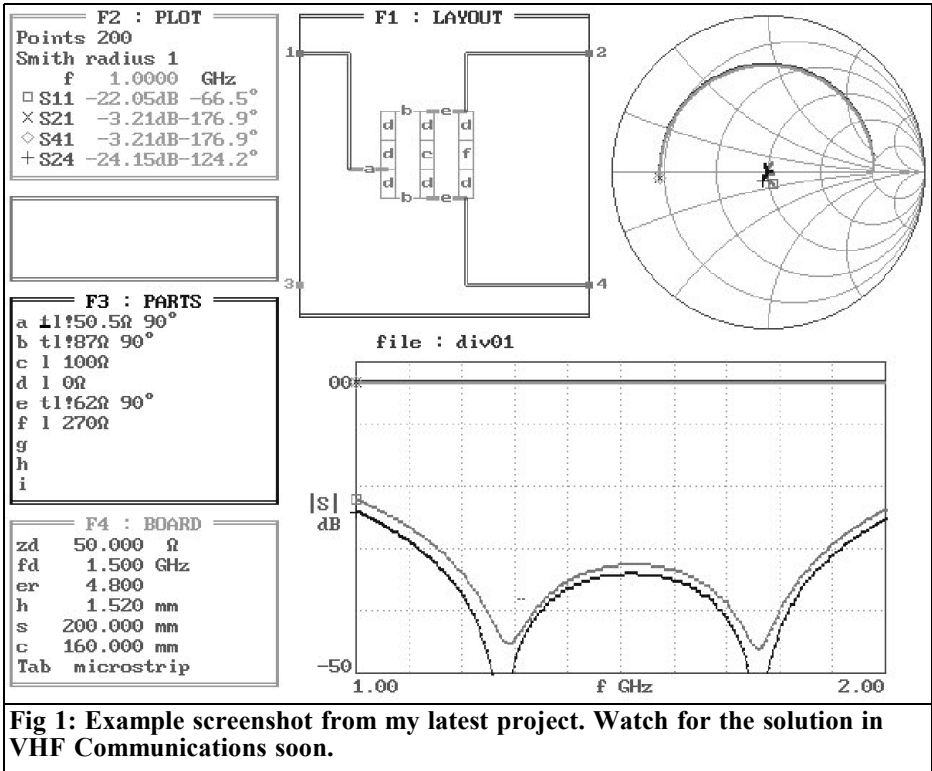 F2 : PLOT
Points 200
Smith radius 1
f 1.0000 GHz
□ S11 -22.05dB -66.5°
× S21 -3.21dB-176.9°
◇ S41 -3.21dB-176.9°
+ S24 -24.15dB-124.2°
F1 : LAYOUT
1
2
b e
d d d
d c f
a
d d d
b e
3
4
F3 : PARTS
a tl!50.5Ω 90°
b tl!87Ω 90°
c l 100Ω
d l 0Ω
e tl!62Ω 90°
f l 270Ω
g
h
i
F4 : BOARD
zd 50.000 Ω
fd 1.500 GHz
er 4.800
h 1.520 mm
s 200.000 mm
c 160.000 mm
Tab microstrip
file : div01
00
|S|
dB
-50
1.00 f GHz 2.00
Fig 1: Example screenshot from my latest project. Watch for the solution in
VHF Communications soon.